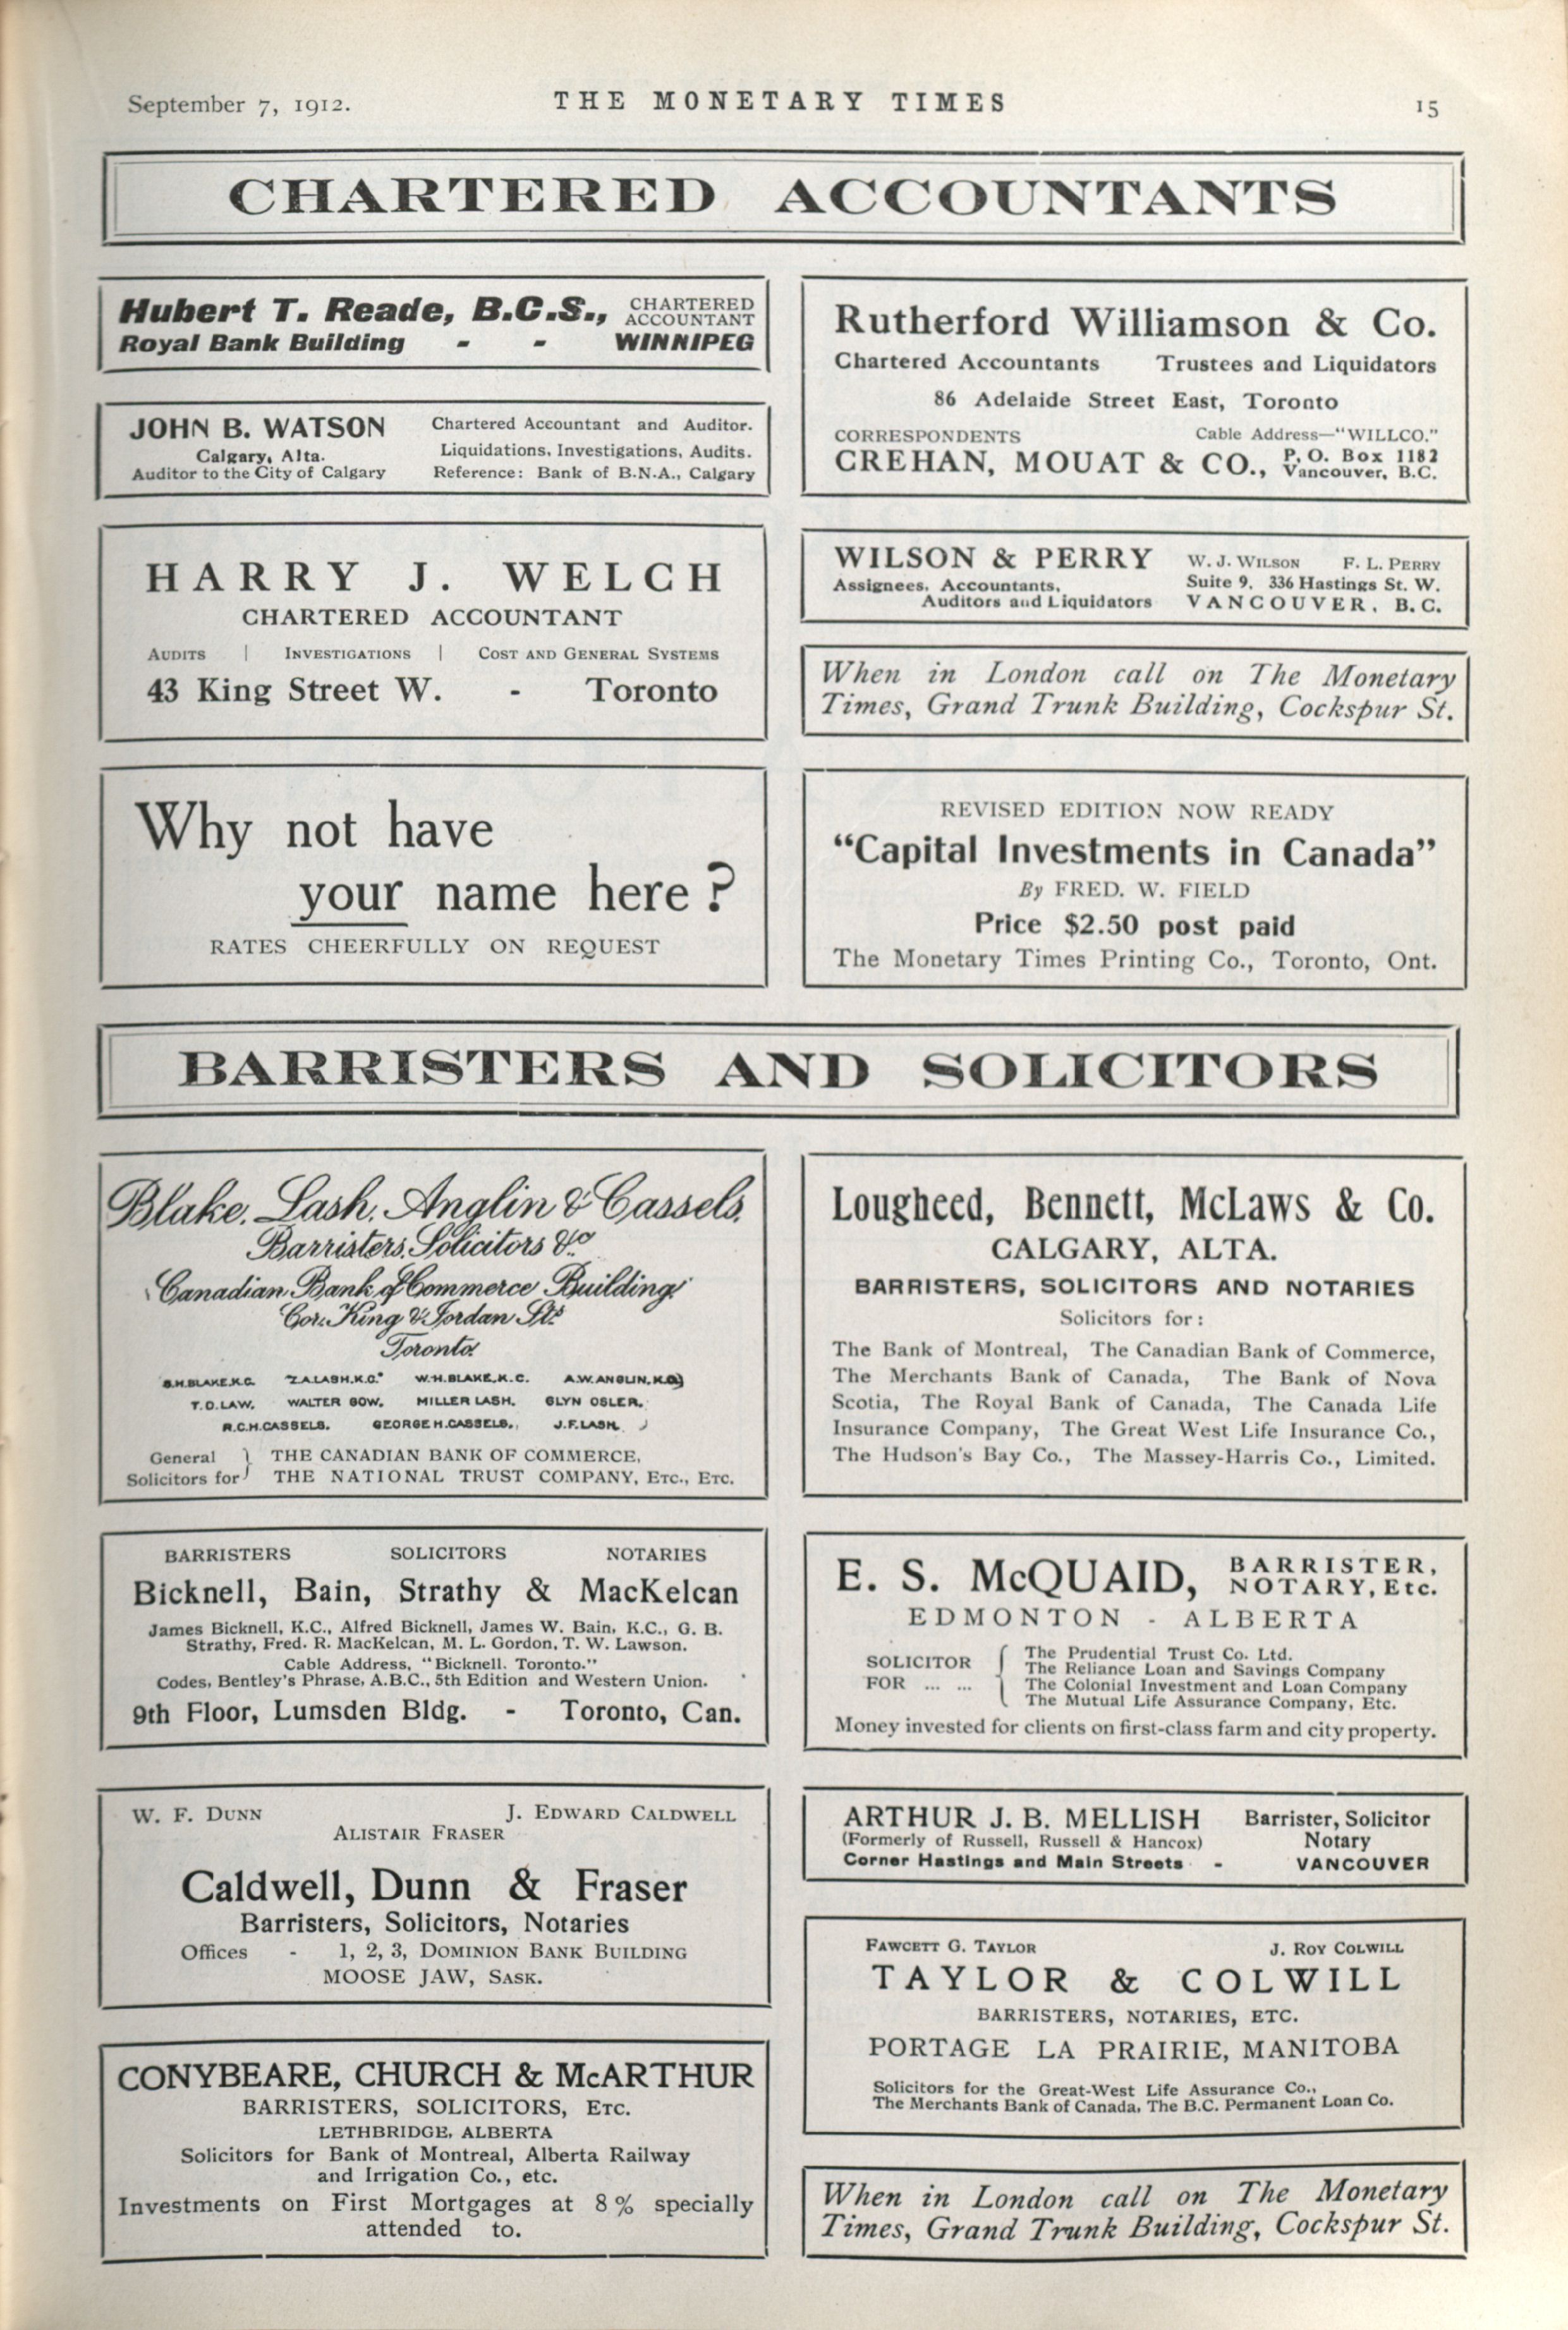 September 7, 1912.
THE MONETARY TIMES
15
CHARTERED ACCOUNTANTS
Hubert T. Reade, B.C.S., CHARTERED ACCOUNTANT
Royal Bank Building - - WINNIPEG
JOHN B. WATSON
Calgary, Alta.
Auditor to the City of Calgary
Chartered Accountant and Auditor.
Liquidations, Investigations, Audits.
Reference: Bank of B.N.A., Calgary
HARRY J. WELCH
CHARTERED ACCOUNTANT
AUDITS | INVESTIGATIONS | COST AND GENERAL SYSTEMS
43 King Street W. - Toronto
Why not have
your name here?
RATES CHEERFULLY ON REQUEST
Rutherford Williamson & Co.
Chartered Accountants Trustees and Liquidators
86 Adelaide Street East, Toronto
CORRESPONDENTS Cable Address—"WILLCO."
CREHAN, MOUAT & CO., P. O. Box 1182
Vancouver, B.C.
WILSON & PERRY
Assignees, Accountants,
Auditors and Liquidators
W. J. WILSON F. L. PERRY
Suite 9, 336 Hastings St. W.
VANCOUVER, B.C.
When in London call on The Monetary
Times, Grand Trunk Building, Cockspur St.
REVISED EDITION NOW READY
"Capital Investments in Canada"
By FRED. W. FIELD
Price $2.50 post paid
The Monetary Times Printing Co., Toronto, Ont.
BARRISTERS AND SOLICITORS
Blake, Lash, Anglin & Cassels,
Barristers, Solicitors &c
Canadian Bank of Commerce Building
Cor. King & Jordan Sts
Toronto
S.H.BLAKE,K.C. Z.A.LASH,K.C. W.H.BLAKE,K.C. A.W.ANGLIN,K.C.
T.D.LAW, WALTER GOW, MILLER LASH, GLYN OSLER,
R.C.H.CASSELS, GEORGE H.CASSELS, J.F.LASH
General Solicitors for } THE CANADIAN BANK OF COMMERCE,
THE NATIONAL TRUST COMPANY, ETC., ETC.
BARRISTERS SOLICITORS NOTARIES
Bicknell, Bain, Strathy & MacKelcan
James Bicknell, K.C., Alfred Bicknell, James W. Bain, K.C., G. B.
Strathy, Fred. R. MacKelcan, M. L. Gordon, T. W. Lawson.
Cable Address, "Bicknell. Toronto."
Codes, Bentley's Phrase, A.B.C., 5th Edition and Western Union.
9th Floor, Lumsden Bldg. - Toronto, Can.
W. F. DUNN J. EDWARD CALDWELL
ALISTAIR FRASER
Caldwell, Dunn & Fraser
Barristers, Solicitors, Notaries
Offices - 1, 2, 3, DOMINION BANK BUILDING
MOOSE JAW, SASK.
CONYBEARE, CHURCH & McARTHUR
BARRISTERS, SOLICITORS, ETC.
LETHBRIDGE, ALBERTA
Solicitors for Bank of Montreal, Alberta Railway
and Irrigation Co., etc.
Investments on First Mortgages at 8% specially
attended to.
Lougheed, Bennett, McLaws & Co.
CALGARY, ALTA.
BARRISTERS, SOLICITORS AND NOTARIES
Solicitors for:
The Bank of Montreal, The Canadian Bank of Commerce,
The Merchants Bank of Canada, The Bank of Nova
Scotia, The Royal Bank of Canada, The Canada Life
Insurance Company, The Great West Life Insurance Co.,
The Hudson's Bay Co., The Massey-Harris Co., Limited.
E. S. McQUAID, BARRISTER,
NOTARY, Etc.
EDMONTON - ALBERTA
SOLICITOR
FOR ... ...
The Prudential Trust Co. Ltd.
The Reliance Loan and Savings Company
The Colonial Investment and Loan Company
The Mutual Life Assurance Company, Etc.
Money invested for clients on first-class farm and city property.
ARTHUR J. B. MELLISH Barrister, Solicitor
(Formerly of Russell, Russell & Hancox) Notary
Corner Hastings and Main Streets - VANCOUVER
FAWCETT G. TAYLOR J. ROY COLWILL
TAYLOR & COLWILL
BARRISTERS, NOTARIES, ETC.
PORTAGE LA PRAIRIE, MANITOBA
Solicitors for the Great-West Life Assurance Co.,
The Merchants Bank of Canada, The B.C. Permanent Loan Co.
When in London call on The Monetary
Times, Grand Trunk Building, Cockspur St.